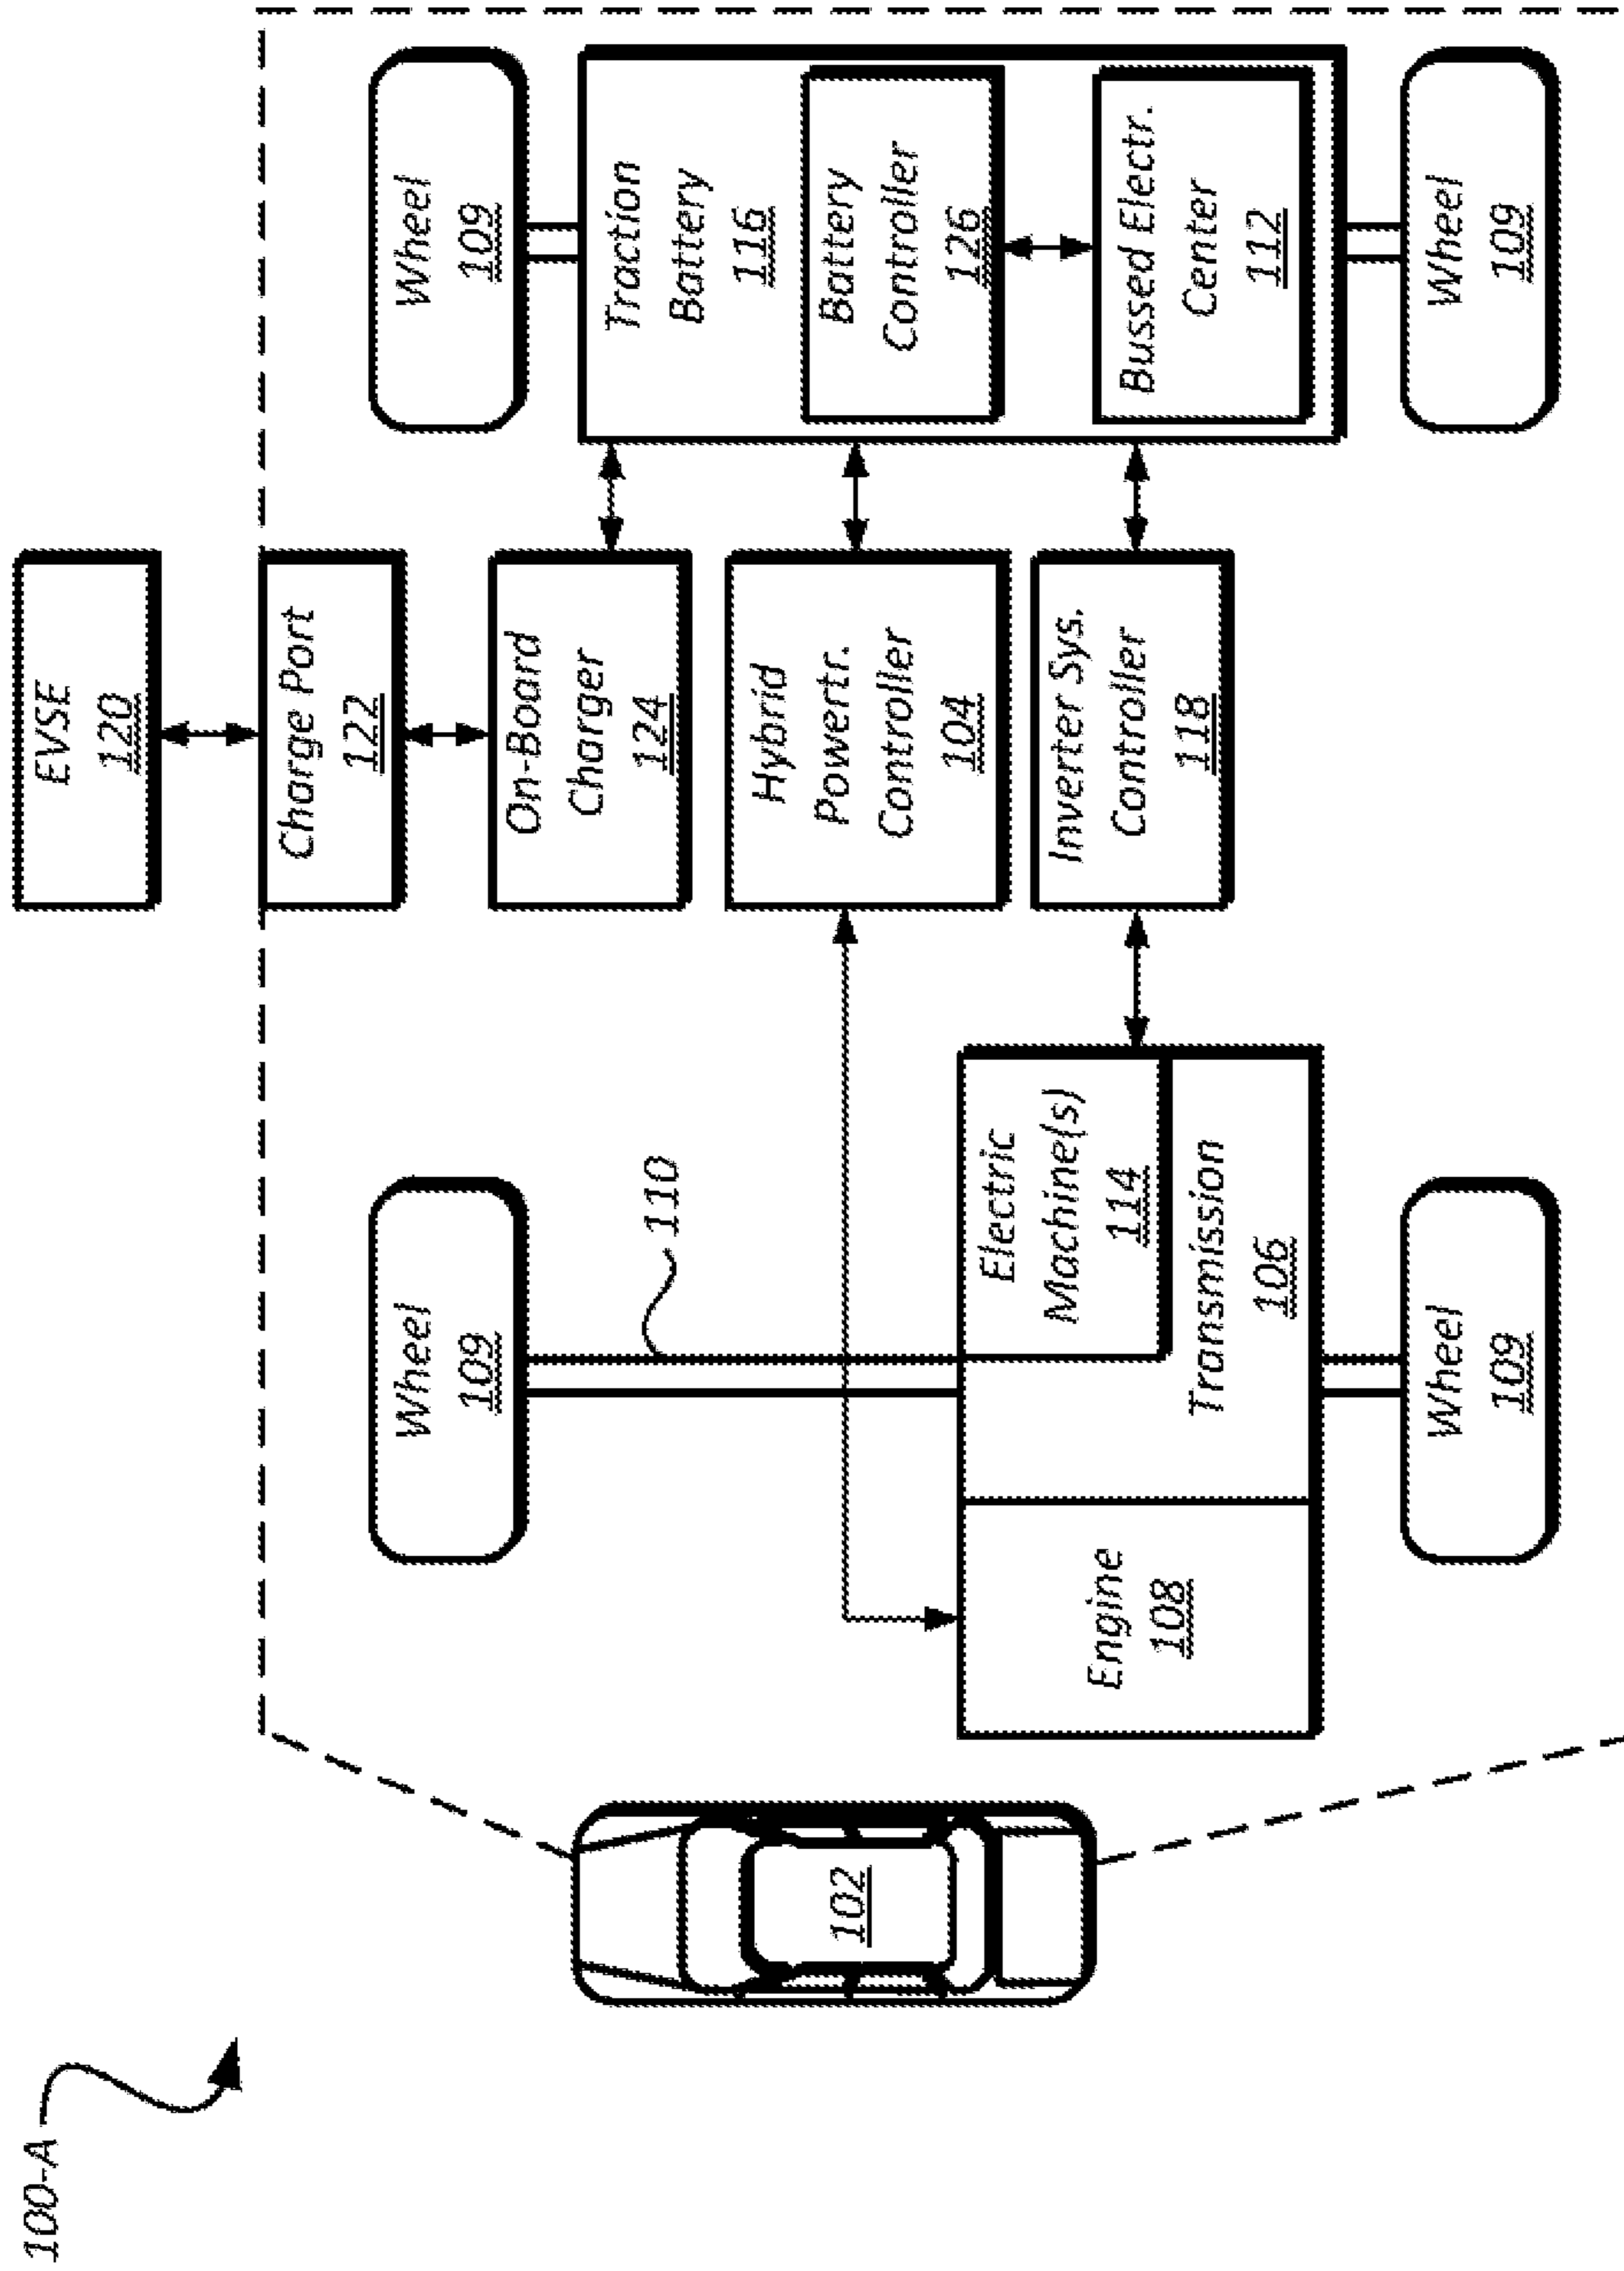 100-A
102
EVSE
120
Charge Port
122
On-Board
Charger
124
Hybrid
Powertr.
Controller
104
Inverter Sys.
Controller
118
Wheel
109
Wheel
109
110
Electric
Machine(s)
114
Transmission
106
Engine
108
Wheel
109
Wheel
109
Traction
Battery
116
Battery
Controller
126
Bussed Electr.
Center
112